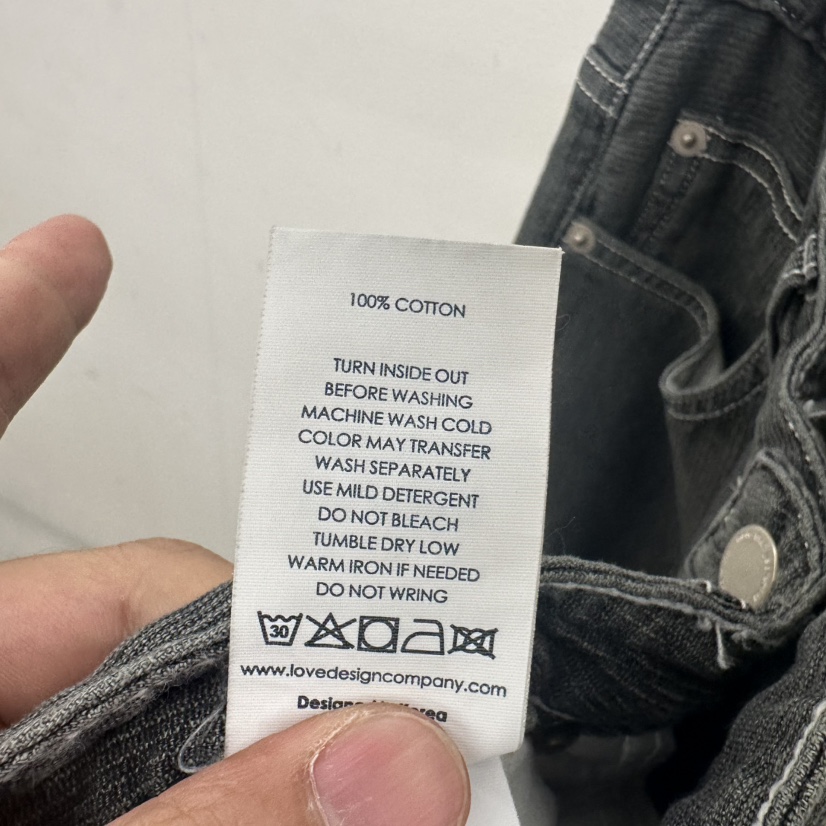 100% COTTON
TURN INSIDE OUT
BEFORE WASHING
MACHINE WASH COLD
COLOR MAY TRANSFER
WASH SEPARATELY
USE MILD DETERGENT
DO NOT BLEACH
TUMBLE DRY LOW
WARM IRON IF NEEDED
DO NOT WRING
30
www.lovedesigncompany.com